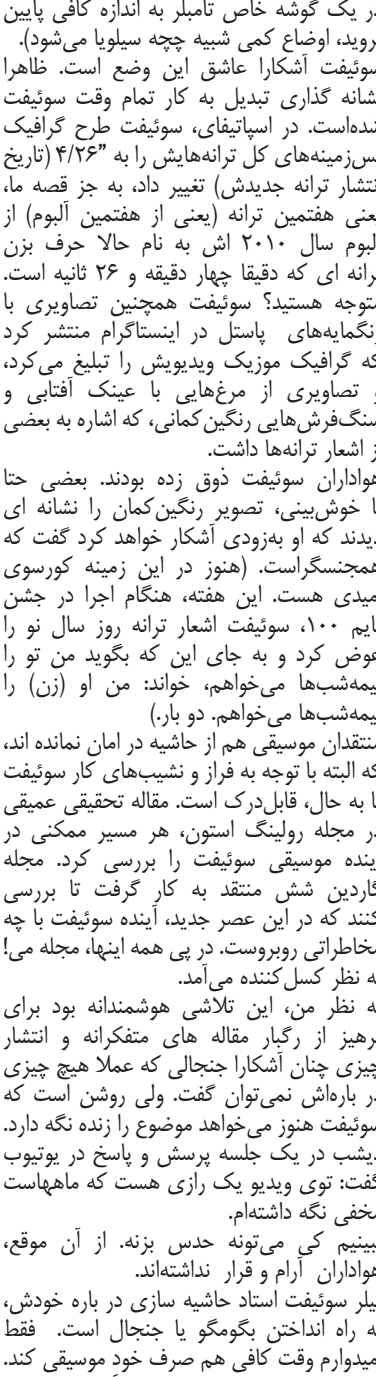 در یک گوشه خاص تامبلر به اندازه کافی پایین
بروید، اوضاع کمی شبیه چچه سیلویا می‌شود).
سوئیفت آشکارا عاشق این وضع است. ظاهرا
نشانه گذاری تبدیل به کار تمام وقت سوئیفت
شده‌است. در اسپاتیفای، سوئیفت طرح گرافیک
پس‌زمینه‌های کل ترانه‌هایش را به "۴/۲۶ (تاریخ
انتشار ترانه جدیدش) تغییر داد، به جز قصه ما،
یعنی هفتمین ترانه (یعنی از هفتمین آلبوم) از
آلبوم سال ۲۰۱۰ اش به نام حالا حرف بزن
ترانه ای که دقیقا چهار دقیقه و ۲۶ ثانیه است.
متوجه هستید؟ سوئیفت همچنین تصاویری با
رنگمایه‌های پاستل در اینستاگرام منتشر کرد
که گرافیک موزیک ویدیویش را تبلیغ می‌کرد،
و تصاویری از مرغ‌هایی با عینک آفتابی و
سنگ‌فرش‌هایی رنگین‌کمانی، که اشاره به بعضی
از اشعار ترانه‌ها داشت.
هواداران سوئیفت ذوق زده بودند. بعضی حتا
با خوش‌بینی، تصویر رنگین‌کمان را نشانه ای
دیدند که او به‌زودی آشکار خواهد کرد گفت که
همجنسگراست. (هنوز در این زمینه کورسوی
امیدی هست. این هفته، هنگام اجرا در جشن
تایم ۱۰۰، سوئیفت اشعار ترانه روز سال نو را
عوض کرد و به جای این که بگوید من تو را
نیمه‌شب‌ها می‌خواهم، خواند: من او (زن) را
نیمه‌شب‌ها می‌خواهم. دو بار.)
منتقدان موسیقی هم از حاشیه در امان نمانده اند،
که البته با توجه به فراز و نشیب‌های کار سوئیفت
تا به حال، قابل‌درک است. مقاله تحقیقی عمیقی
در مجله رولینگ استون، هر مسیر ممکنی در
آینده موسیقی سوئیفت را بررسی کرد. مجله
گاردین شش منتقد به کار گرفت تا بررسی
کنند که در این عصر جدید، آینده سوئیفت با چه
مخاطراتی روبروست. در پی همه اینها، مجله می!
به نظر کسل‌کننده می‌آمد.
به نظر من، این تلاشی هوشمندانه بود برای
پرهیز از رگبار مقاله های متفکرانه و انتشار
چیزی چنان آشکارا جنجالی که عملا هیچ چیزی
در باره‌اش نمی‌توان گفت. ولی روشن است که
سوئیفت هنوز می‌خواهد موضوع را زنده نگه دارد.
دیشب در یک جلسه پرسش و پاسخ در یوتیوب
گفت: توی ویدیو یک رازی هست که ماههاست
مخفی نگه داشته‌ام.
ببینیم کی می‌تونه حدس بزنه. از آن موقع،
هواداران آرام و قرار نداشته‌اند.
تیلر سوئیفت استاد حاشیه سازی در باره خودش،
به راه انداختن بگومگو یا جنجال است. فقط
امیدوارم وقت کافی هم صرف خود موسیقی کند.